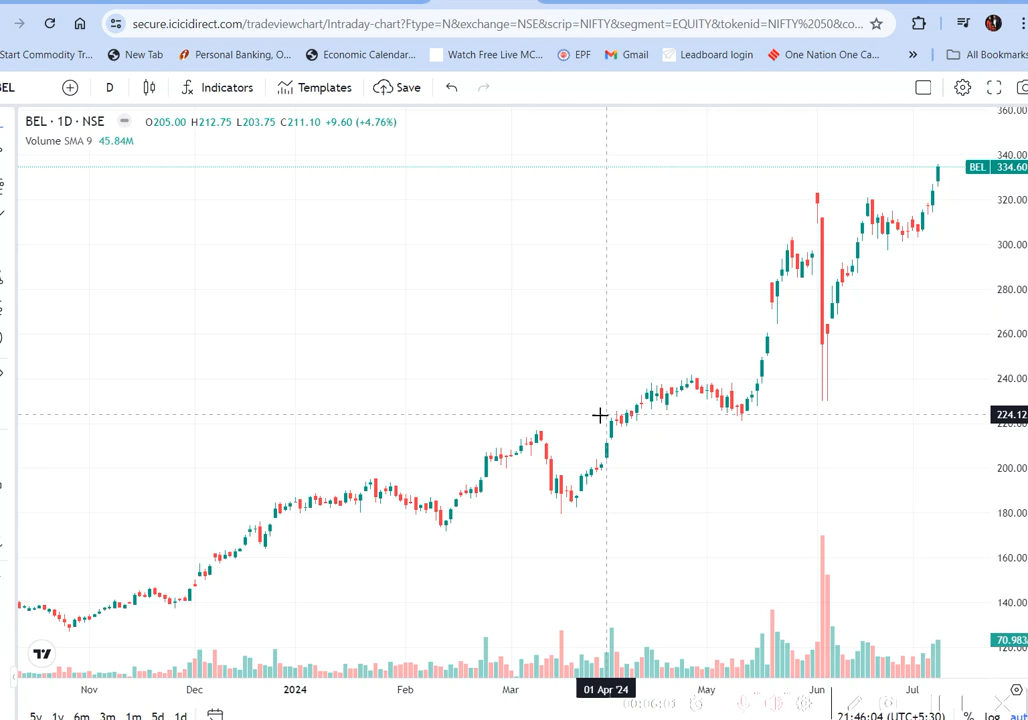 secure.icicidirect.com/tradeviewchart/Intraday-chart?Ftype=N&exchange=NSE&scrip=NIFTY&segment=EQUITY&tokenid=NIFTY%2050&co...
Start Commodity Tr... New Tab Personal Banking, O... Economic Calendar... Watch Free Live MC... EPF Gmail Leadboard login One Nation One Ca... » All Bookmarks
BEL D Indicators Templates Save
BEL · 1D · NSE O205.00 H212.75 L203.75 C211.10 +9.60 (+4.76%)
Volume SMA 9 45.84M
360.00
340.00
BEL 334.60
320.00
300.00
280.00
260.00
240.00
224.12
220.00
200.00
180.00
160.00
140.00
70.983
120.00
Nov Dec 2024 Feb Mar 01 Apr '24 May Jun Jul
00:06:03
5y 1y 6m 3m 1m 5d 1d 21:46:04 (UTC+5:30) % log auto